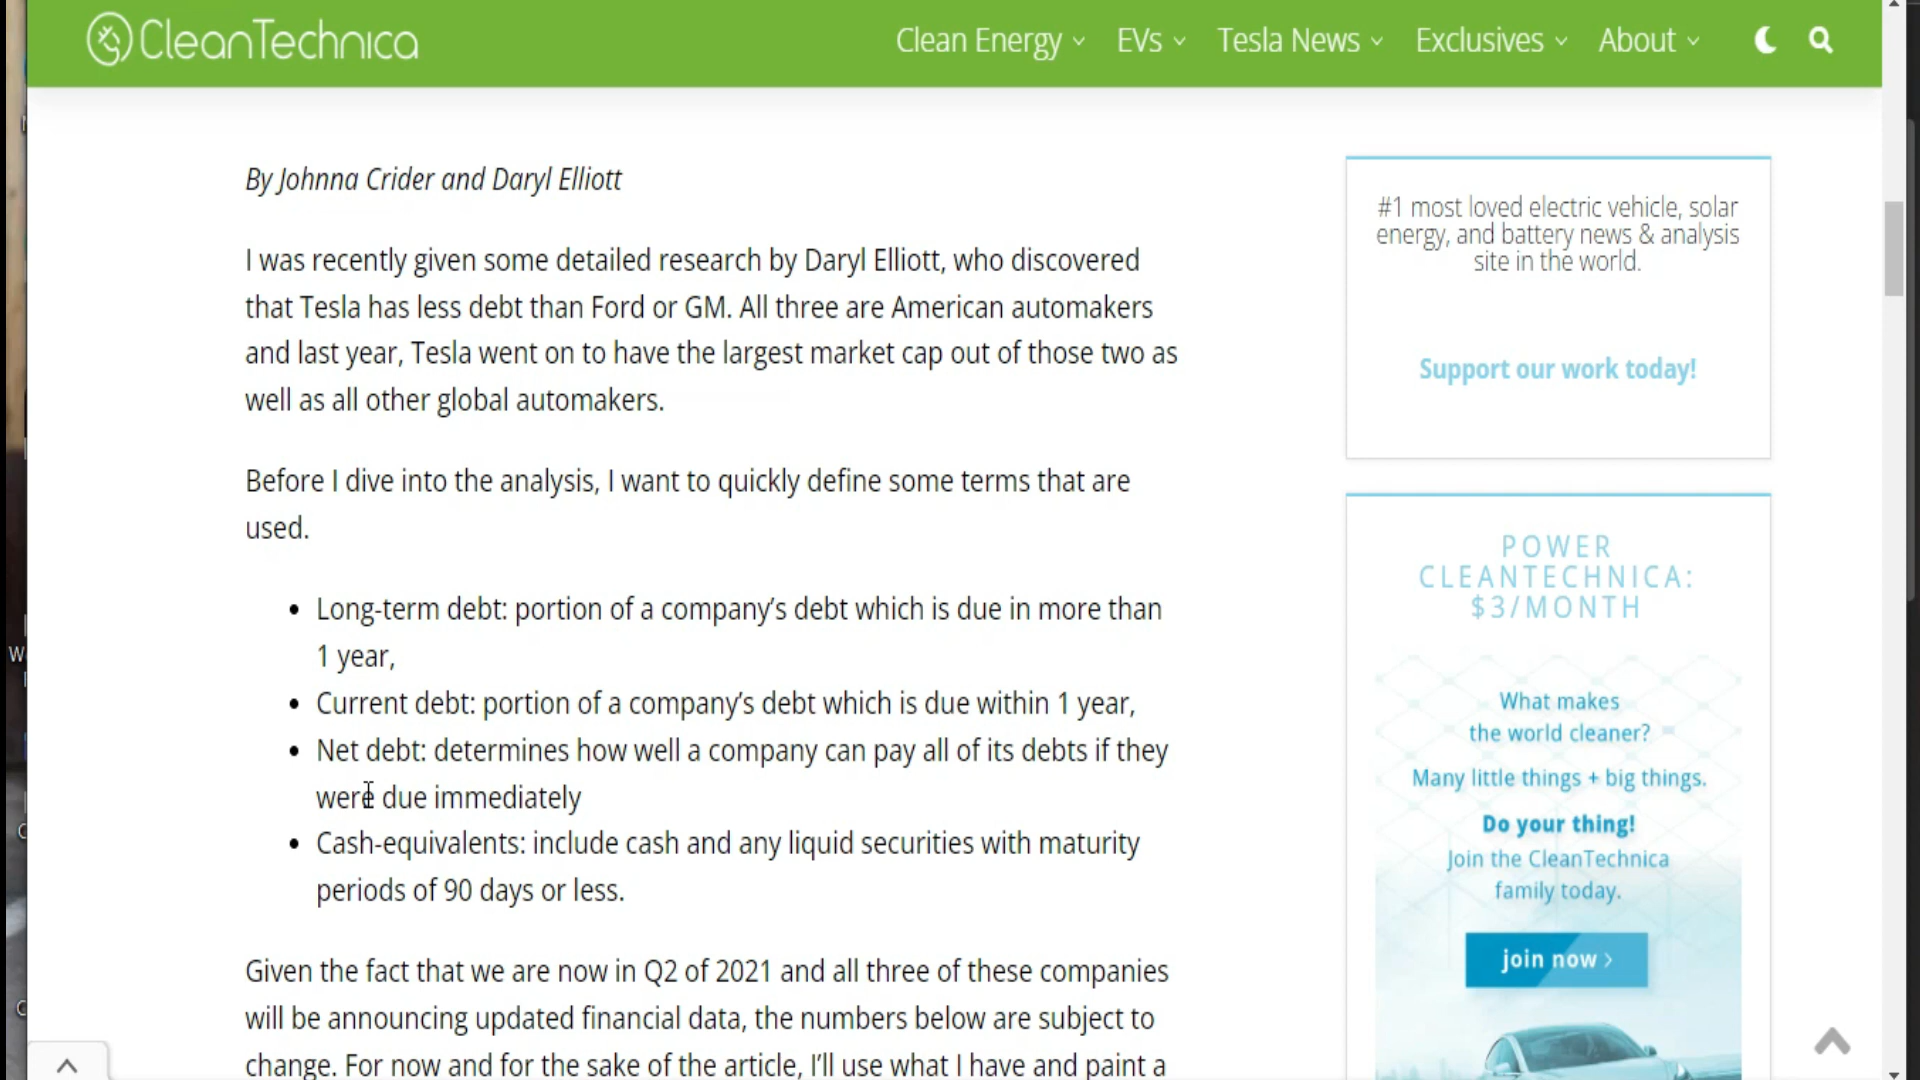 CleanTechnica
Clean Energy EVs Tesla News Exclusives About
By Johnna Crider and Daryl Elliott
I was recently given some detailed research by Daryl Elliott, who discovered
that Tesla has less debt than Ford or GM. All three are American automakers
and last year, Tesla went on to have the largest market cap out of those two as
well as all other global automakers.
Before I dive into the analysis, I want to quickly define some terms that are
used.
• Long-term debt: portion of a company’s debt which is due in more than
1 year,
• Current debt: portion of a company’s debt which is due within 1 year,
• Net debt: determines how well a company can pay all of its debts if they
were due immediately
• Cash-equivalents: include cash and any liquid securities with maturity
periods of 90 days or less.
Given the fact that we are now in Q2 of 2021 and all three of these companies
will be announcing updated financial data, the numbers below are subject to
change. For now and for the sake of the article, I’ll use what I have and paint a
#1 most loved electric vehicle, solar
energy, and battery news & analysis
site in the world.
Support our work today!
POWER
CLEANTECHNICA:
$3/MONTH
What makes
the world cleaner?
Many little things + big things.
Do your thing!
Join the CleanTechnica
family today.
join now >